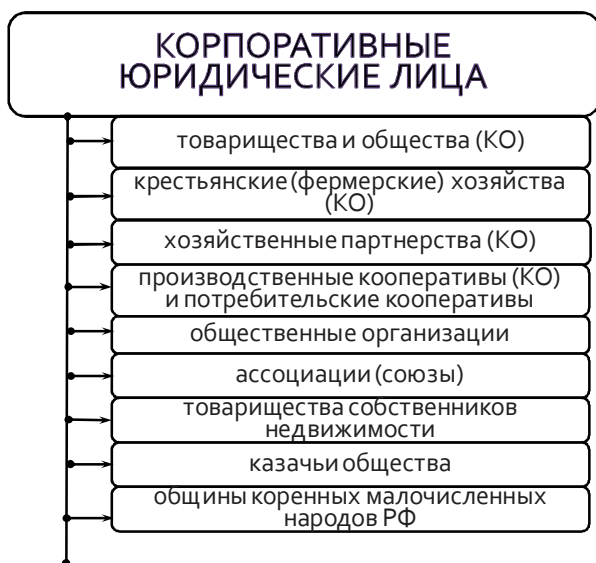 КОРПОРАТИВНЫЕ
ЮРИДИЧЕСКИЕ ЛИЦА
товарищества и общества (КО)
крестьянские (фермерские) хозяйства
(КО)
хозяйственные партнерства (КО)
производственные кооперативы (КО)
и потребительские кооперативы
общественные организации
ассоциации (союзы)
товарищества собственников
недвижимости
казачьи общества
общины коренных малочисленных
народов РФ